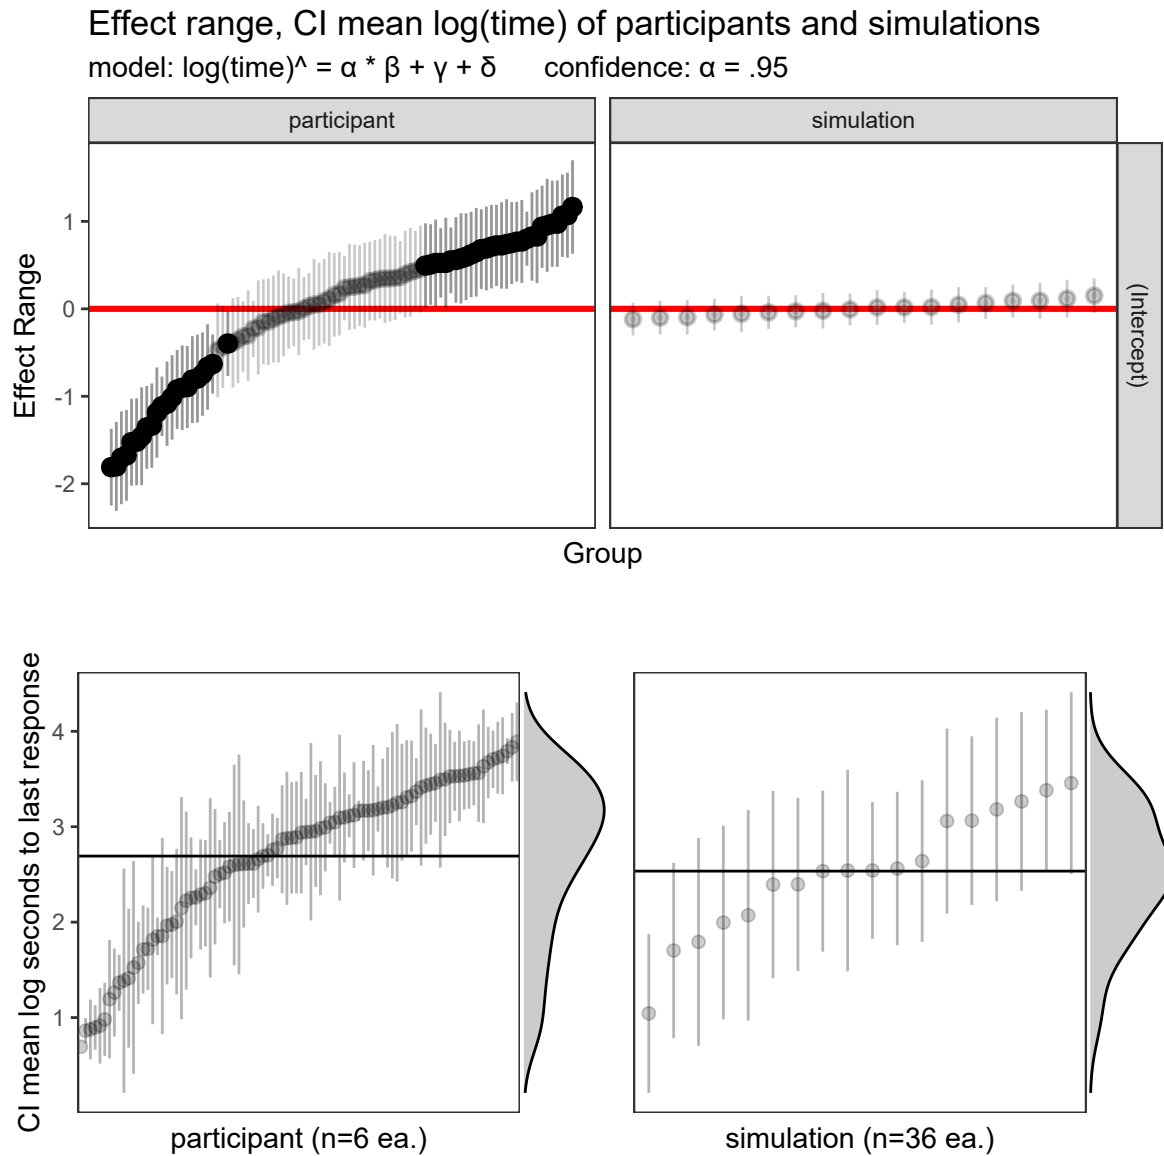 Effect range, CI mean log(time) of participants and simulations
model: log(time)^ = α * β + γ + δ confidence: α = .95
participant
simulation
Effect Range
1
0
-1
-2
(Intercept)
Group
CI mean log seconds to last response
4
3
2
1
participant (n=6 ea.)
simulation (n=36 ea.)